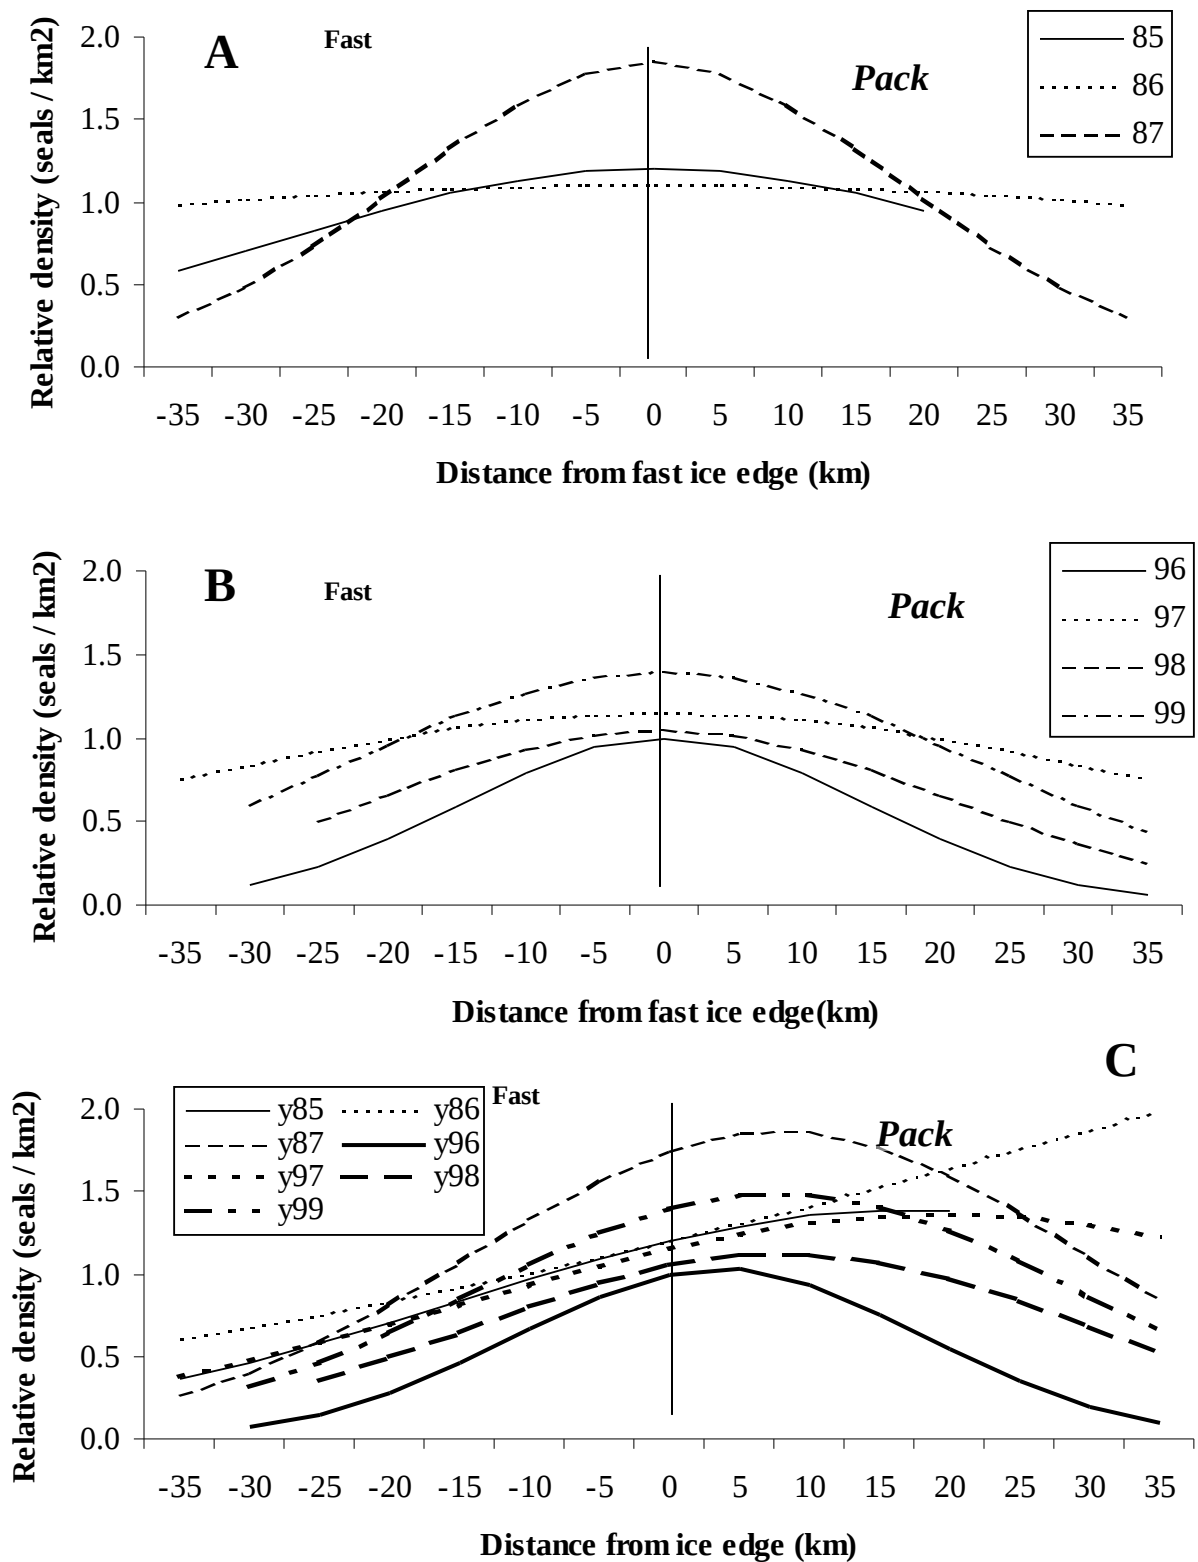 A
Fast
Pack
85
86
87
Relative density (seals / km2)
2.0
1.5
1.0
0.5
0.0
-35 -30 -25 -20 -15 -10 -5 0 5 10 15 20 25 30 35
Distance from fast ice edge (km)
B
Fast
Pack
96
97
98
99
Relative density (seals / km2)
2.0
1.5
1.0
0.5
0.0
-35 -30 -25 -20 -15 -10 -5 0 5 10 15 20 25 30 35
Distance from fast ice edge(km)
C
y85 y86
y87 y96
y97 y98
y99
Fast
Pack
Relative density (seals / km2)
2.0
1.5
1.0
0.5
0.0
-35 -30 -25 -20 -15 -10 -5 0 5 10 15 20 25 30 35
Distance from ice edge (km)